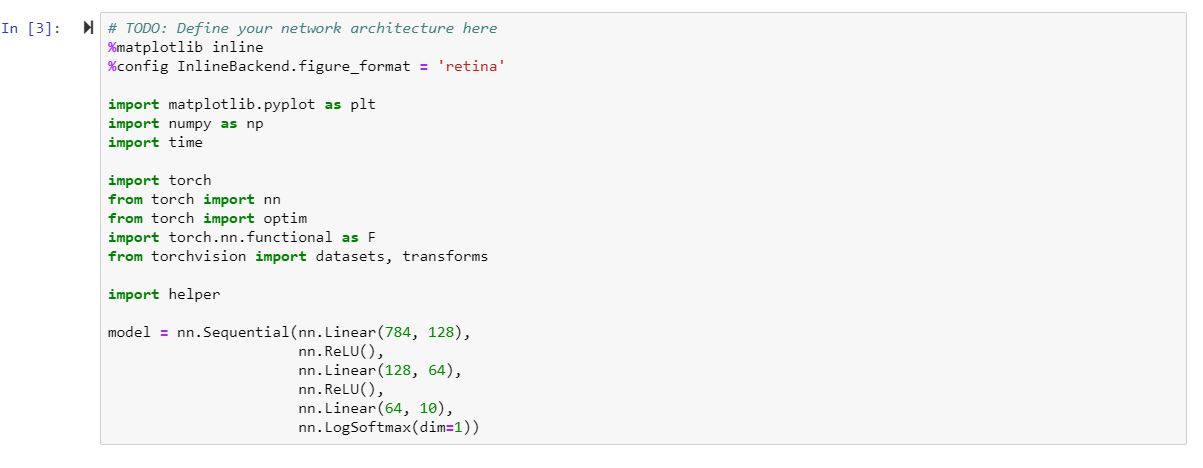 In [3]:
# TODO: Define your network architecture here
%matplotlib inline
%config InlineBackend.figure_format = 'retina'
import matplotlib.pyplot as plt
import numpy as np
import time
import torch
from torch import nn
from torch import optim
import torch.nn.functional as F
from torchvision import datasets, transforms
import helper
model = nn.Sequential(nn.Linear(784, 128),
nn.ReLU(),
nn.Linear(128, 64),
nn.ReLU(),
nn.Linear(64, 10),
nn.LogSoftmax(dim=1))